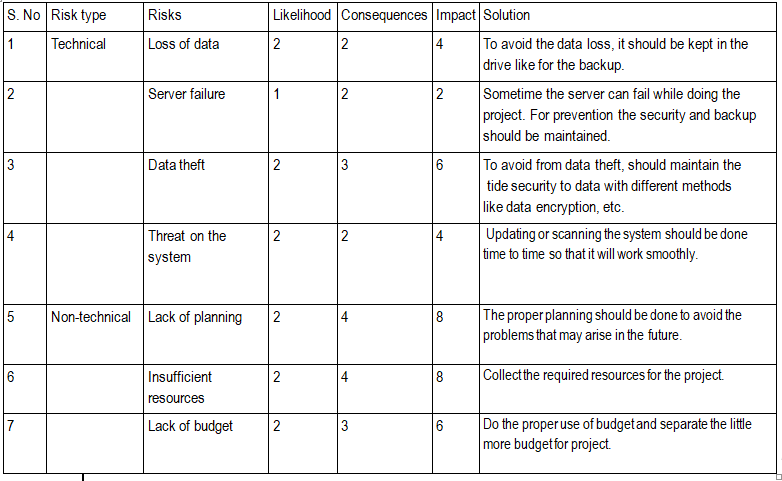 S. No Risk type Risks Likelihood Consequences Impact Solution
1 Technical Loss of data 2 2 4 To avoid the data loss, it should be kept in the
drive like for the backup.
2 Server failure 1 2 2 Sometime the server can fail while doing the
project. For prevention the security and backup
should be maintained.
3 Data theft 2 3 6 To avoid from data theft, should maintain the
tide security to data with different methods
like data encryption, etc.
4 Threat on the 2 2 4 Updating or scanning the system should be done
system time to time so that it will work smoothly.
5 Non-technical Lack of planning 2 4 8 The proper planning should be done to avoid the
problems that may arise in the future.
6 Insufficient 2 4 8 Collect the required resources for the project.
resources
7 Lack of budget 2 3 6 Do the proper use of budget and separate the little
more budget for project.